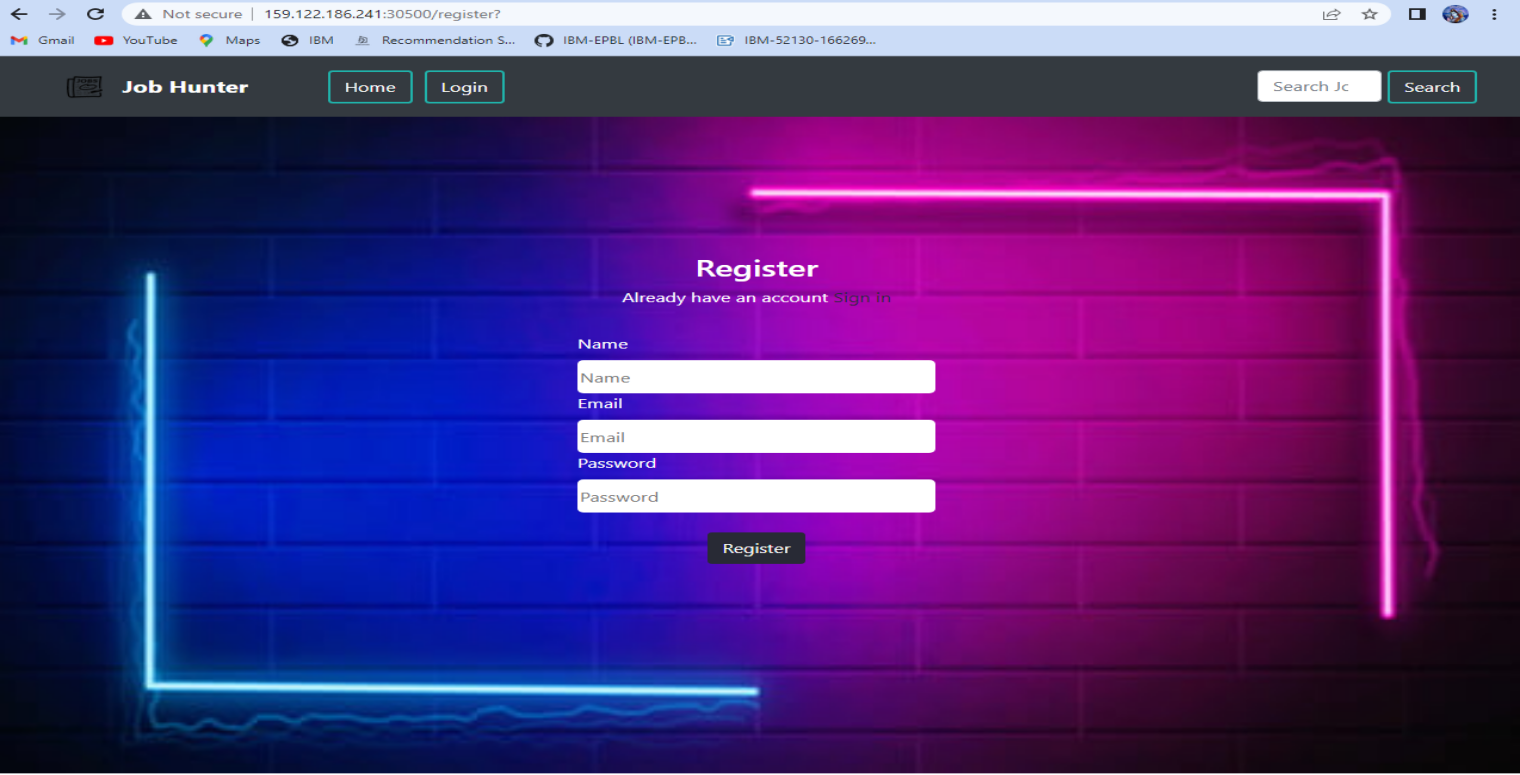 Not secure | 159.122.186.241:30500/register?
Gmail YouTube Maps IBM Recommendation S... IBM-EPBL (IBM-EPB... IBM-52130-166269...
JOBS Job Hunter Home Login Search Jc Search
Register
Already have an account Sign in
Name
Name
Email
Email
Password
Password
Register